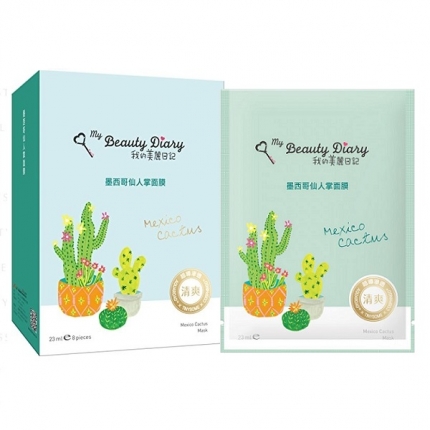 My Beauty Diary
我的美麗日記
墨西哥仙人掌面膜
Mexico
Cactus
清爽
Mexico Cactus
Mask
23 ml ℮ 8 pieces
My Beauty Diary
我的美麗日記
墨西哥仙人掌面膜
Mexico
Cactus
清爽
Mexico Cactus
Mask